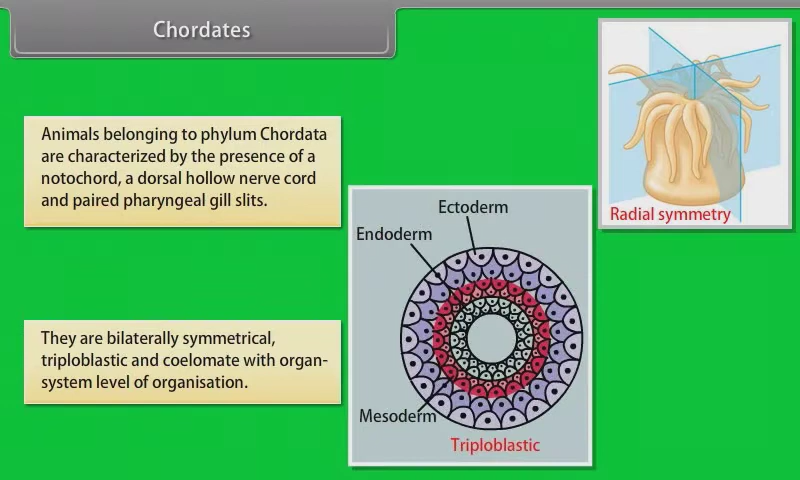 Chordates
Animals belonging to phylum Chordata
are characterized by the presence of a
notochord, a dorsal hollow nerve cord
and paired pharyngeal gill slits.
They are bilaterally symmetrical,
triploblastic and coelomate with organ-
system level of organisation.
Ectoderm
Endoderm
Mesoderm
Triploblastic
Radial symmetry